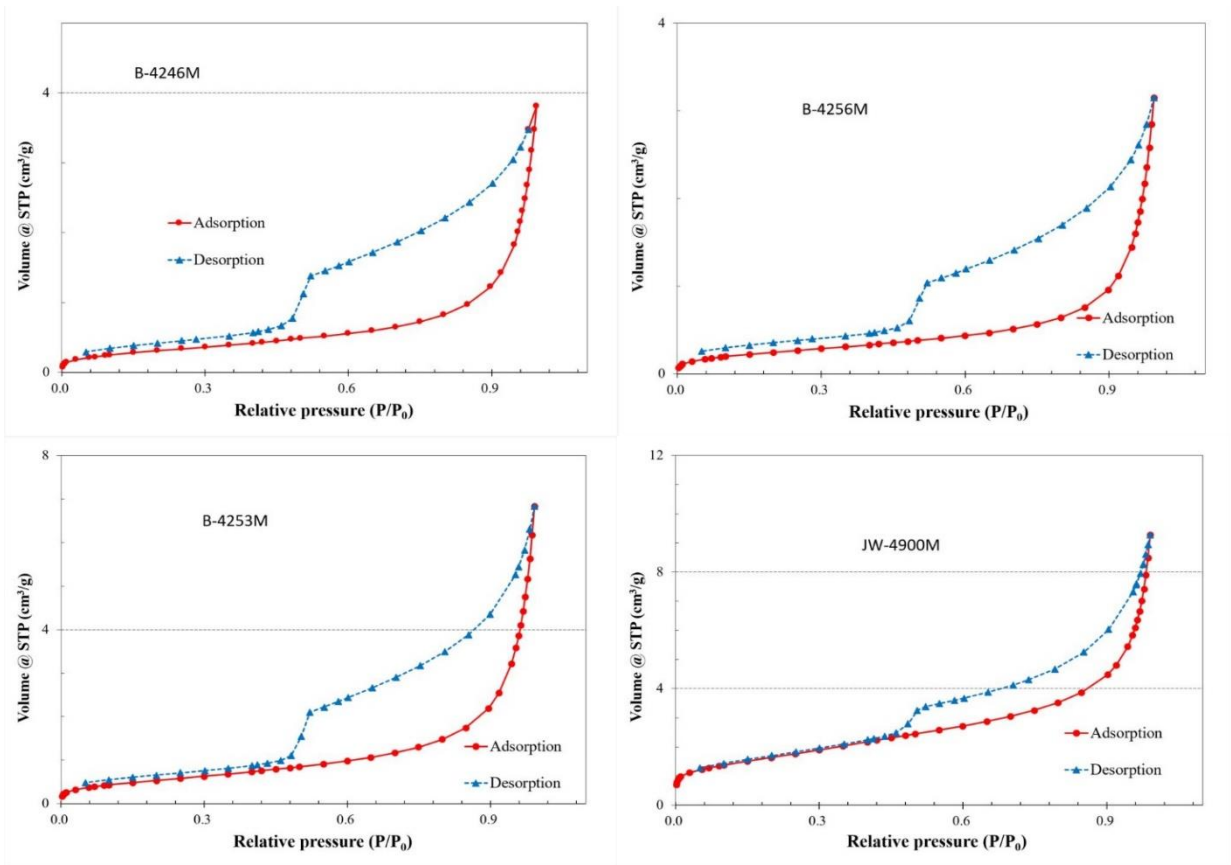 B-4246M
4
Adsorption
Desorption
Volume @ STP (cm³/g)
0
0.0 0.3 0.6 0.9
Relative pressure (P/P₀)
4
B-4256M
Adsorption
Desorption
Volume @ STP (cm³/g)
0
0.0 0.3 0.6 0.9
Relative pressure (P/P₀)
8
B-4253M
4
Adsorption
Desorption
Volume @ STP (cm³/g)
0
0.0 0.3 0.6 0.9
Relative pressure (P/P₀)
12
JW-4900M
8
4
Adsorption
Desorption
Volume @ STP (cm³/g)
0
0.0 0.3 0.6 0.9
Relative pressure (P/P₀)